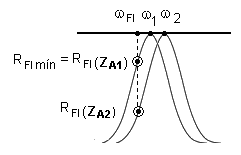 ωFI ω1 ω2
RFI mín = RFI(ZA1)
RFI(ZA2)